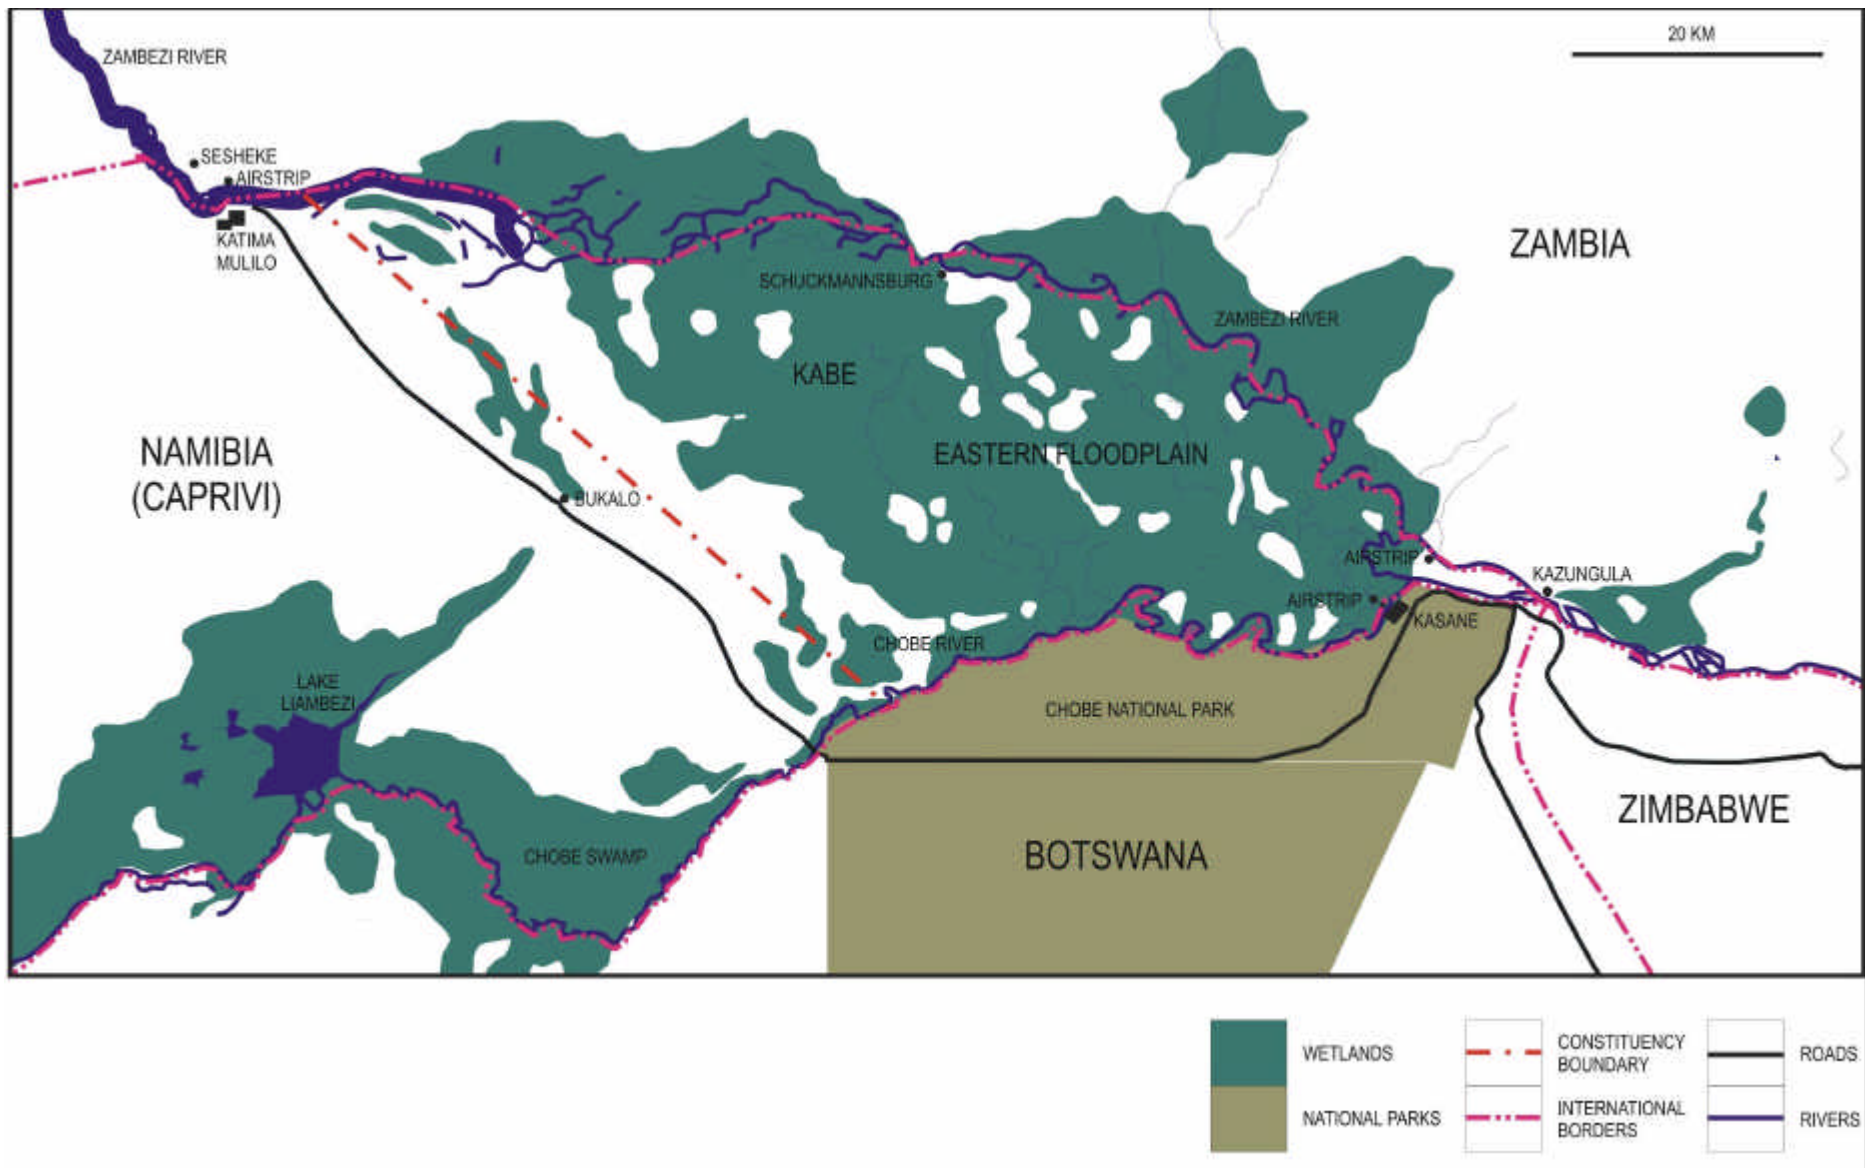 20 KM
ZAMBEZI RIVER
SESHEKE
AIRSTRIP
KATIMA
MULILO
ZAMBIA
SCHUCKMANNSBURG
ZAMBEZI RIVER
KABE
NAMIBIA
(CAPRIVI)
EASTERN FLOODPLAIN
BUKALO
AIRSTRIP
KAZUNGULA
AIRSTRIP
KASANE
CHOBE RIVER
LAKE
LIAMBEZI
CHOBE NATIONAL PARK
ZIMBABWE
CHOBE SWAMP
BOTSWANA
WETLANDS
CONSTITUENCY
BOUNDARY
ROADS
NATIONAL PARKS
INTERNATIONAL
BORDERS
RIVERS